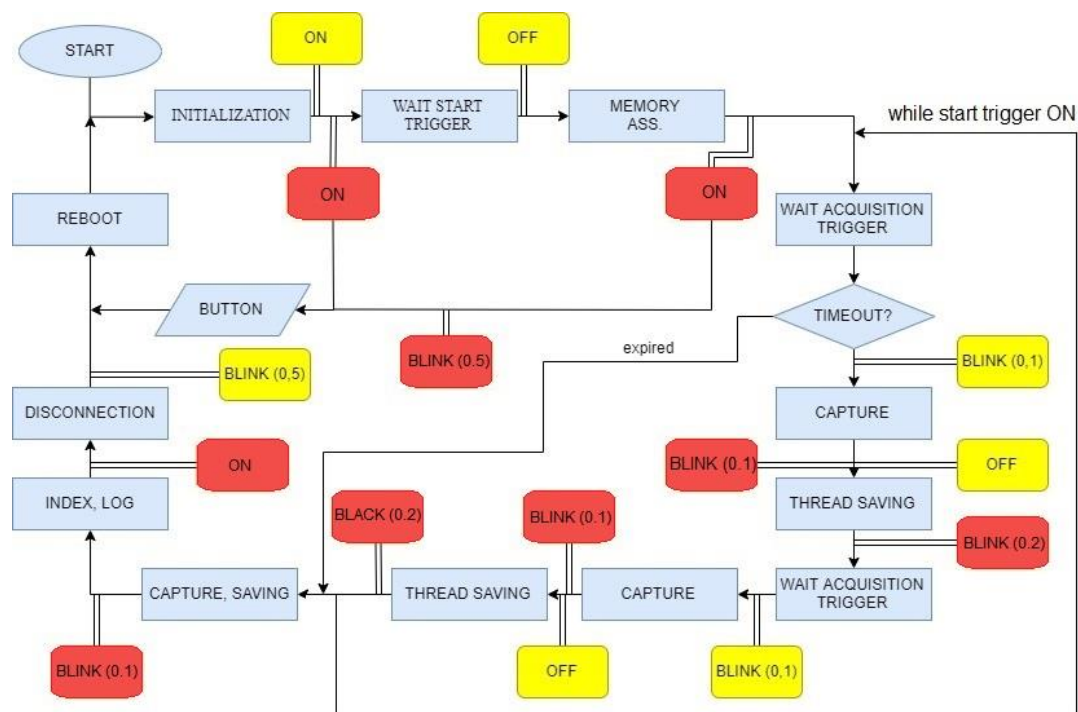 ON
OFF
START
INITIALIZATION
WAIT START
TRIGGER
MEMORY
ASS.
while start trigger ON
ON
ON
REBOOT
WAIT ACQUISITION
TRIGGER
BUTTON
TIMEOUT?
BLINK (0.5)
expired
BLINK (0,5)
BLINK (0,1)
DISCONNECTION
CAPTURE
ON
BLINK (0.1)
OFF
INDEX, LOG
THREAD SAVING
BLACK (0.2)
BLINK (0.1)
BLINK (0.2)
CAPTURE, SAVING
THREAD SAVING
CAPTURE
WAIT ACQUISITION
TRIGGER
BLINK (0.1)
OFF
BLINK (0,1)